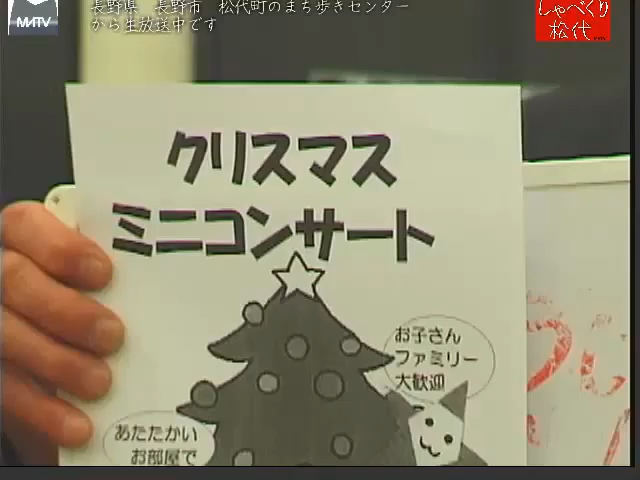 長野県　長野市　松代町のまち歩きセンター
から生放送中です
しゃべくり
松代
MATV
クリスマス
ミニコンサート
お子さん
ファミリー
大歓迎
あたたかい
お部屋で